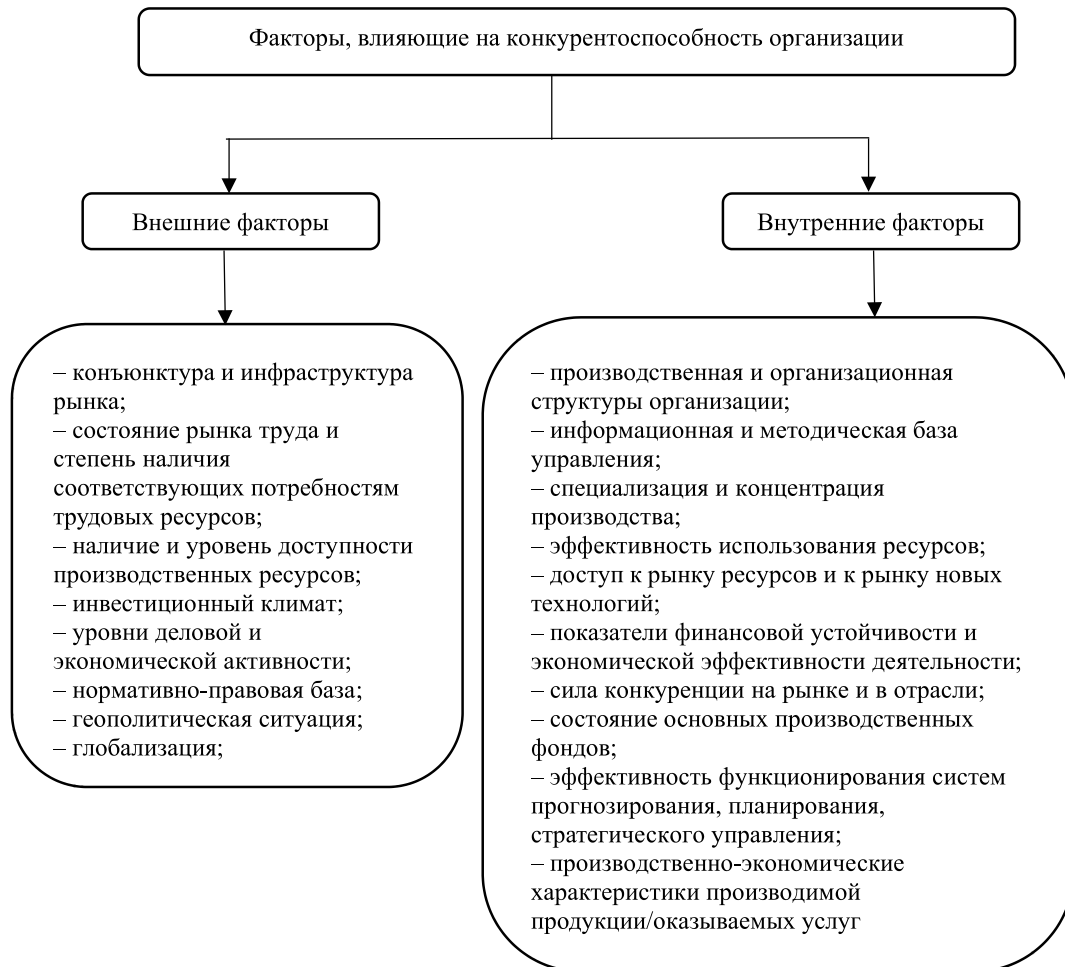 Факторы, влияющие на конкурентоспособность организации
Внешние факторы
– конъюнктура и инфраструктура
рынка;
– состояние рынка труда и
степень наличия
соответствующих потребностям
трудовых ресурсов;
– наличие и уровень доступности
производственных ресурсов;
– инвестиционный климат;
– уровни деловой и
экономической активности;
– нормативно-правовая база;
– геополитическая ситуация;
– глобализация;
Внутренние факторы
– производственная и организационная
структуры организации;
– информационная и методическая база
управления;
– специализация и концентрация
производства;
– эффективность использования ресурсов;
– доступ к рынку ресурсов и к рынку новых
технологий;
– показатели финансовой устойчивости и
экономической эффективности деятельности;
– сила конкуренции на рынке и в отрасли;
– состояние основных производственных
фондов;
– эффективность функционирования систем
прогнозирования, планирования,
стратегического управления;
– производственно-экономические
характеристики производимой
продукции/оказываемых услуг